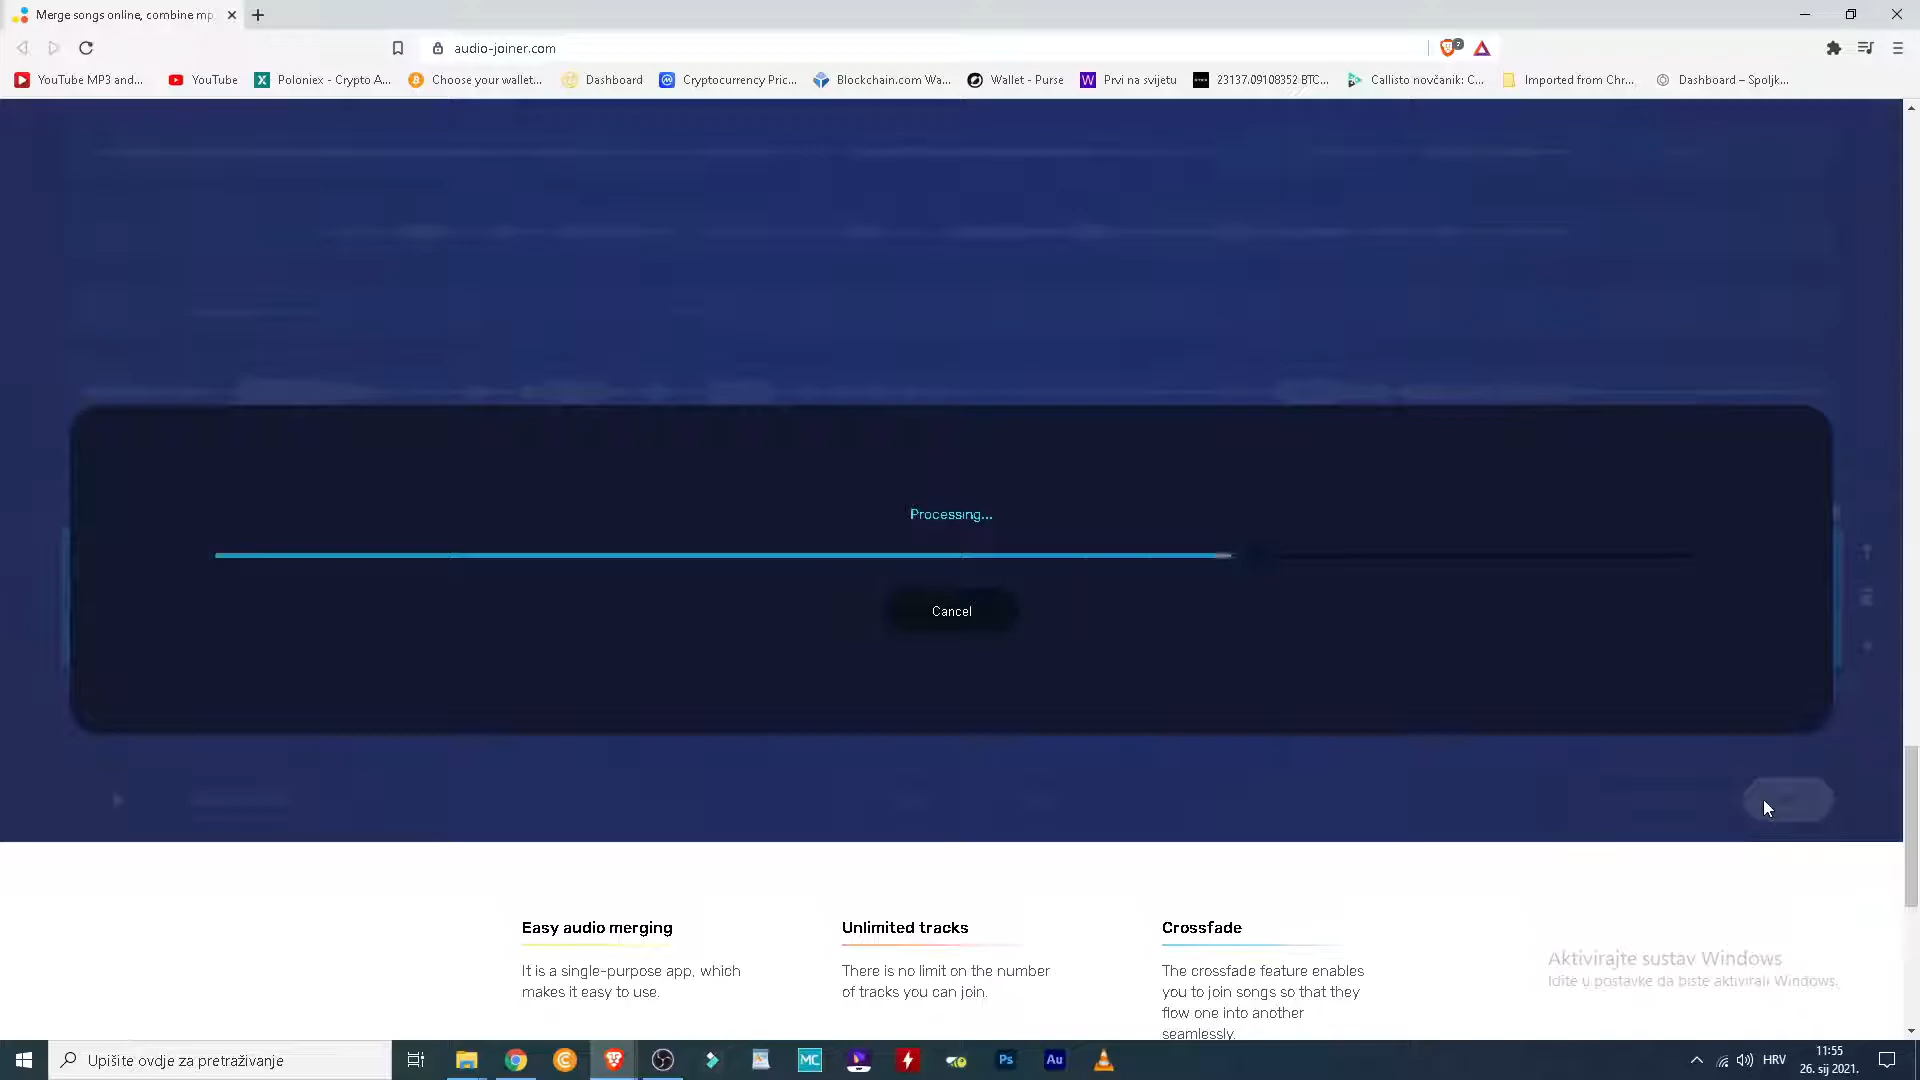 Merge songs online, combine mp
audio-joiner.com
YouTube MP3 and... YouTube Poloniex - Crypto A... Choose your wallet... Dashboard Cryptocurrency Pric... Blockchain.com Wa... Wallet - Purse Prvi na svijetu 23137.09108352 BTC... Callisto novčanik: C... Imported from Chr... Dashboard – Spoljk...
Processing...
Cancel
Easy audio merging
It is a single-purpose app, which
makes it easy to use.
Unlimited tracks
There is no limit on the number
of tracks you can join.
Crossfade
The crossfade feature enables
you to join songs so that they
flow one into another
seamlessly.
Aktivirajte sustav Windows
Idite u postavke da biste aktivirali Windows.
Upišite ovdje za pretraživanje
MC
Ps
Au
HRV
11:55
26. sij 2021.